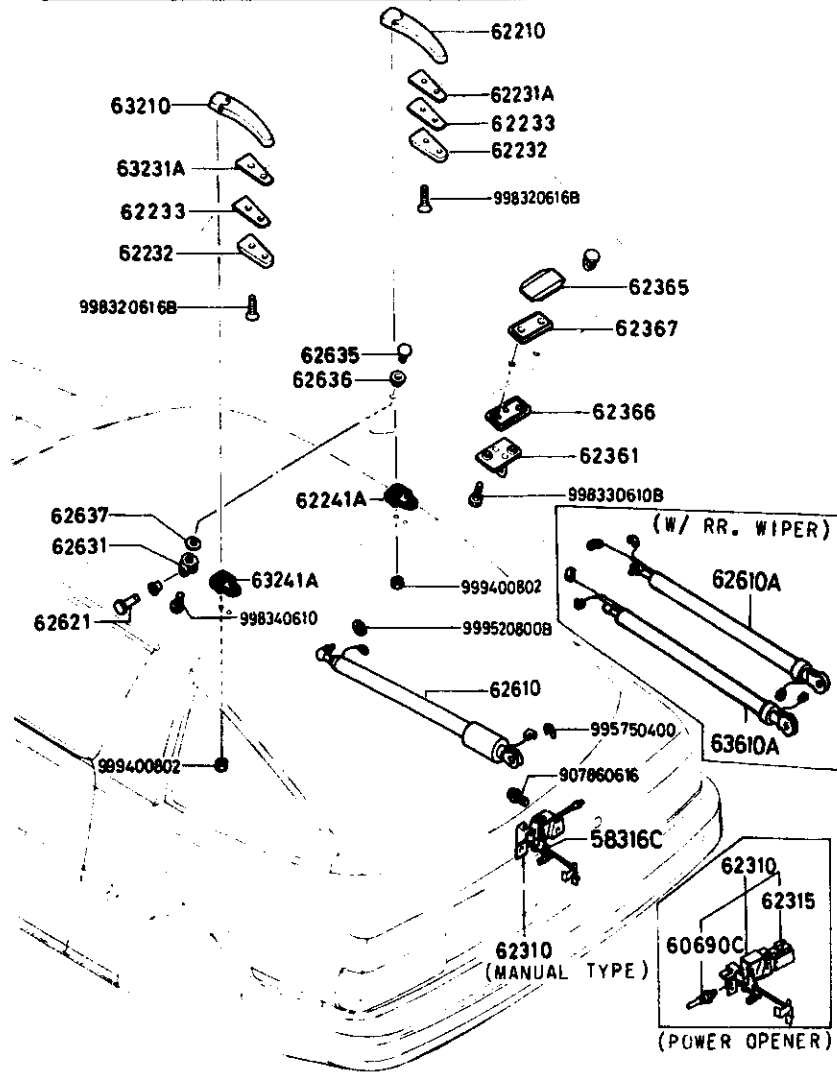 62210
63210
62231A
62233
63231A
62232
62233
998320616B
62232
62365
998320616B
62367
62635
62636
62366
62361
62241A
998330610B
62637
(W/ RR. WIPER)
62631
63241A
999400802
62610A
62621
998340610
999520800B
62610
995750400
63610A
999400802
907860616
58316C
62310
62315
62310
(MANUAL TYPE)
60690C
(POWER OPENER)